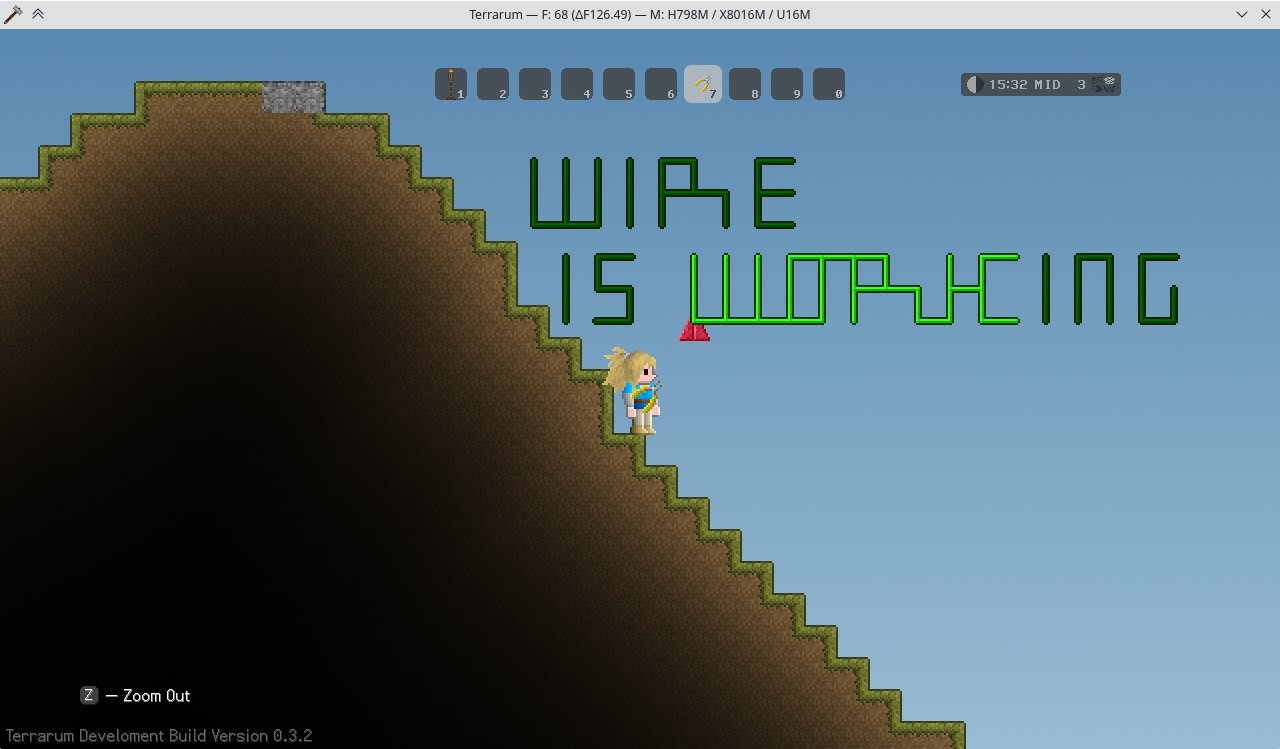 Terrarum — F: 68 (ΔF126.49) — M: H798M / X8016M / U16M
1 2 3 4 5 6 7 8 9 0
15:32 MID 3
WIRE
IS WORKING
Z — Zoom Out
Terrarum Develoment Build Version 0.3.2